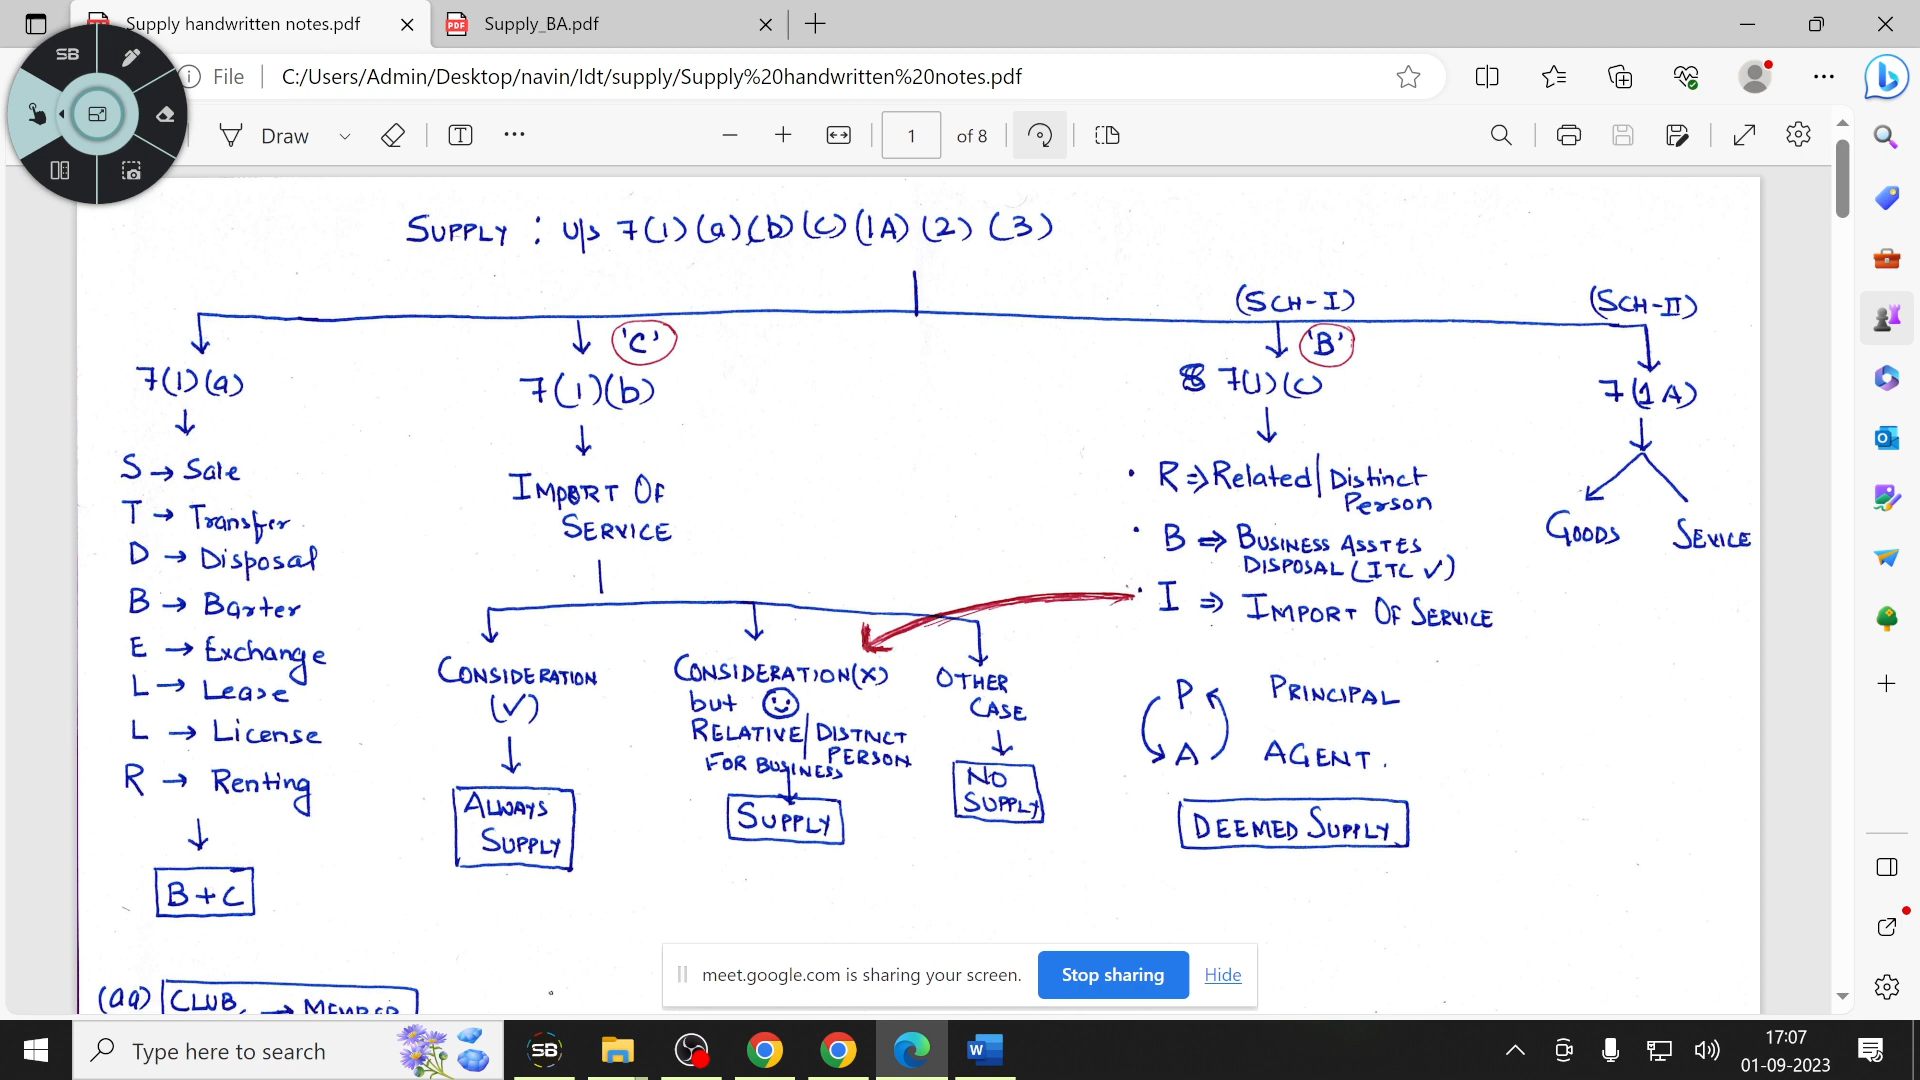 Supply handwritten notes.pdf
Supply_BA.pdf
SB
File
C:/Users/Admin/Desktop/navin/Idt/supply/Supply%20handwritten%20notes.pdf
Draw
1 of 8
SUPPLY : u/s 7(1)(a)(b)(c)(1A)(2)(3)
(SCH-I)
(SCH-II)
'C'
'B'
7(1)(a)
7(1)(b)
7(1)(c)
7(1A)
S → Sale
T → Transfer
D → Disposal
B → Barter
E → Exchange
L → Lease
L → License
R → Renting
B+C
IMPORT OF
SERVICE
CONSIDERATION
(✓)
ALWAYS
SUPPLY
CONSIDERATION(X)
but
RELATIVE/DISTNCT
PERSON
FOR BUSINESS
SUPPLY
OTHER
CASE
NO
SUPPLY
• R ⇒ Related/Distinct
Person
• B ⇒ BUSINESS ASSTES
DISPOSAL (ITC ✓)
• I ⇒ IMPORT OF SERVICE
P PRINCIPAL
A AGENT.
DEEMED SUPPLY
GOODS SEVICE
(aa) CLUB, → MEMBER
meet.google.com is sharing your screen.
Stop sharing
Hide
Type here to search
SB
17:07
01-09-2023